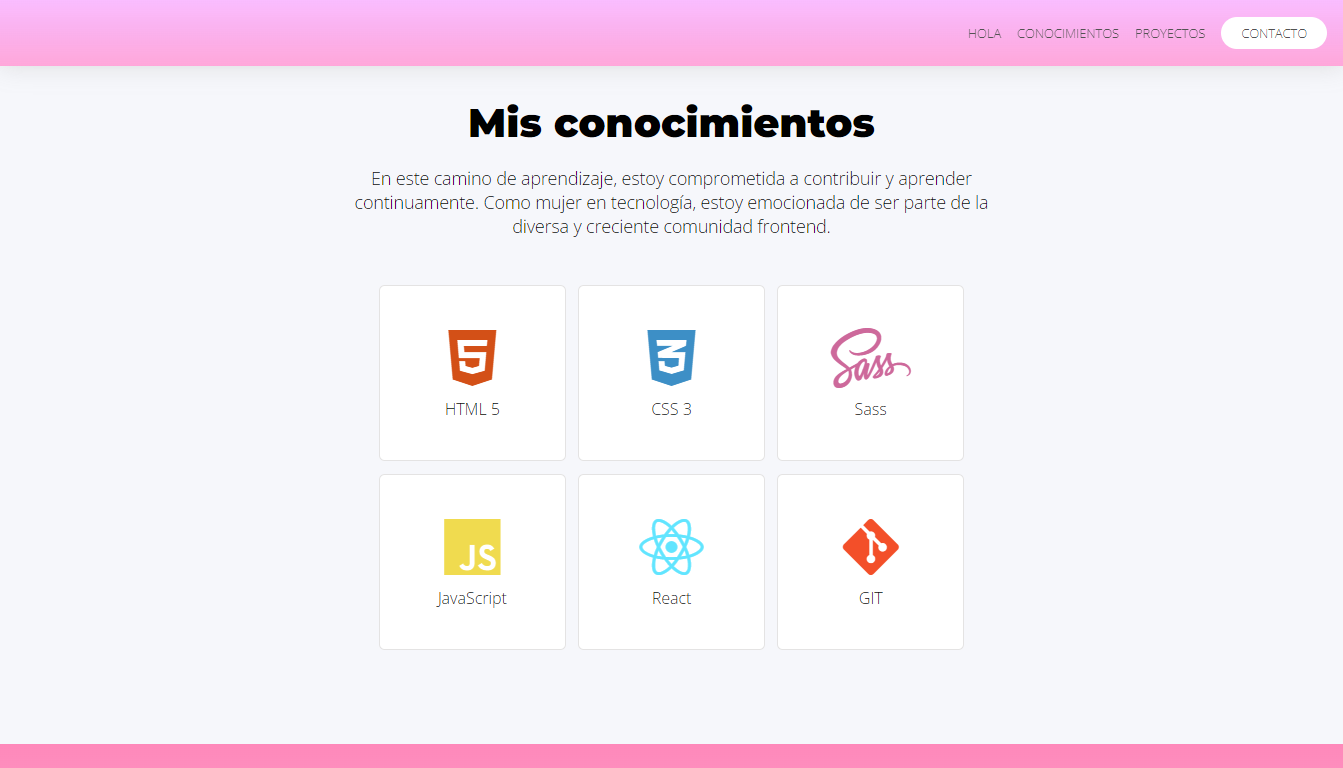 HOLA CONOCIMIENTOS PROYECTOS CONTACTO
Mis conocimientos
En este camino de aprendizaje, estoy comprometida a contribuir y aprender
continuamente. Como mujer en tecnología, estoy emocionada de ser parte de la
diversa y creciente comunidad frontend.
5
3
Sass
HTML 5
CSS 3
Sass
JS
JavaScript
React
GIT